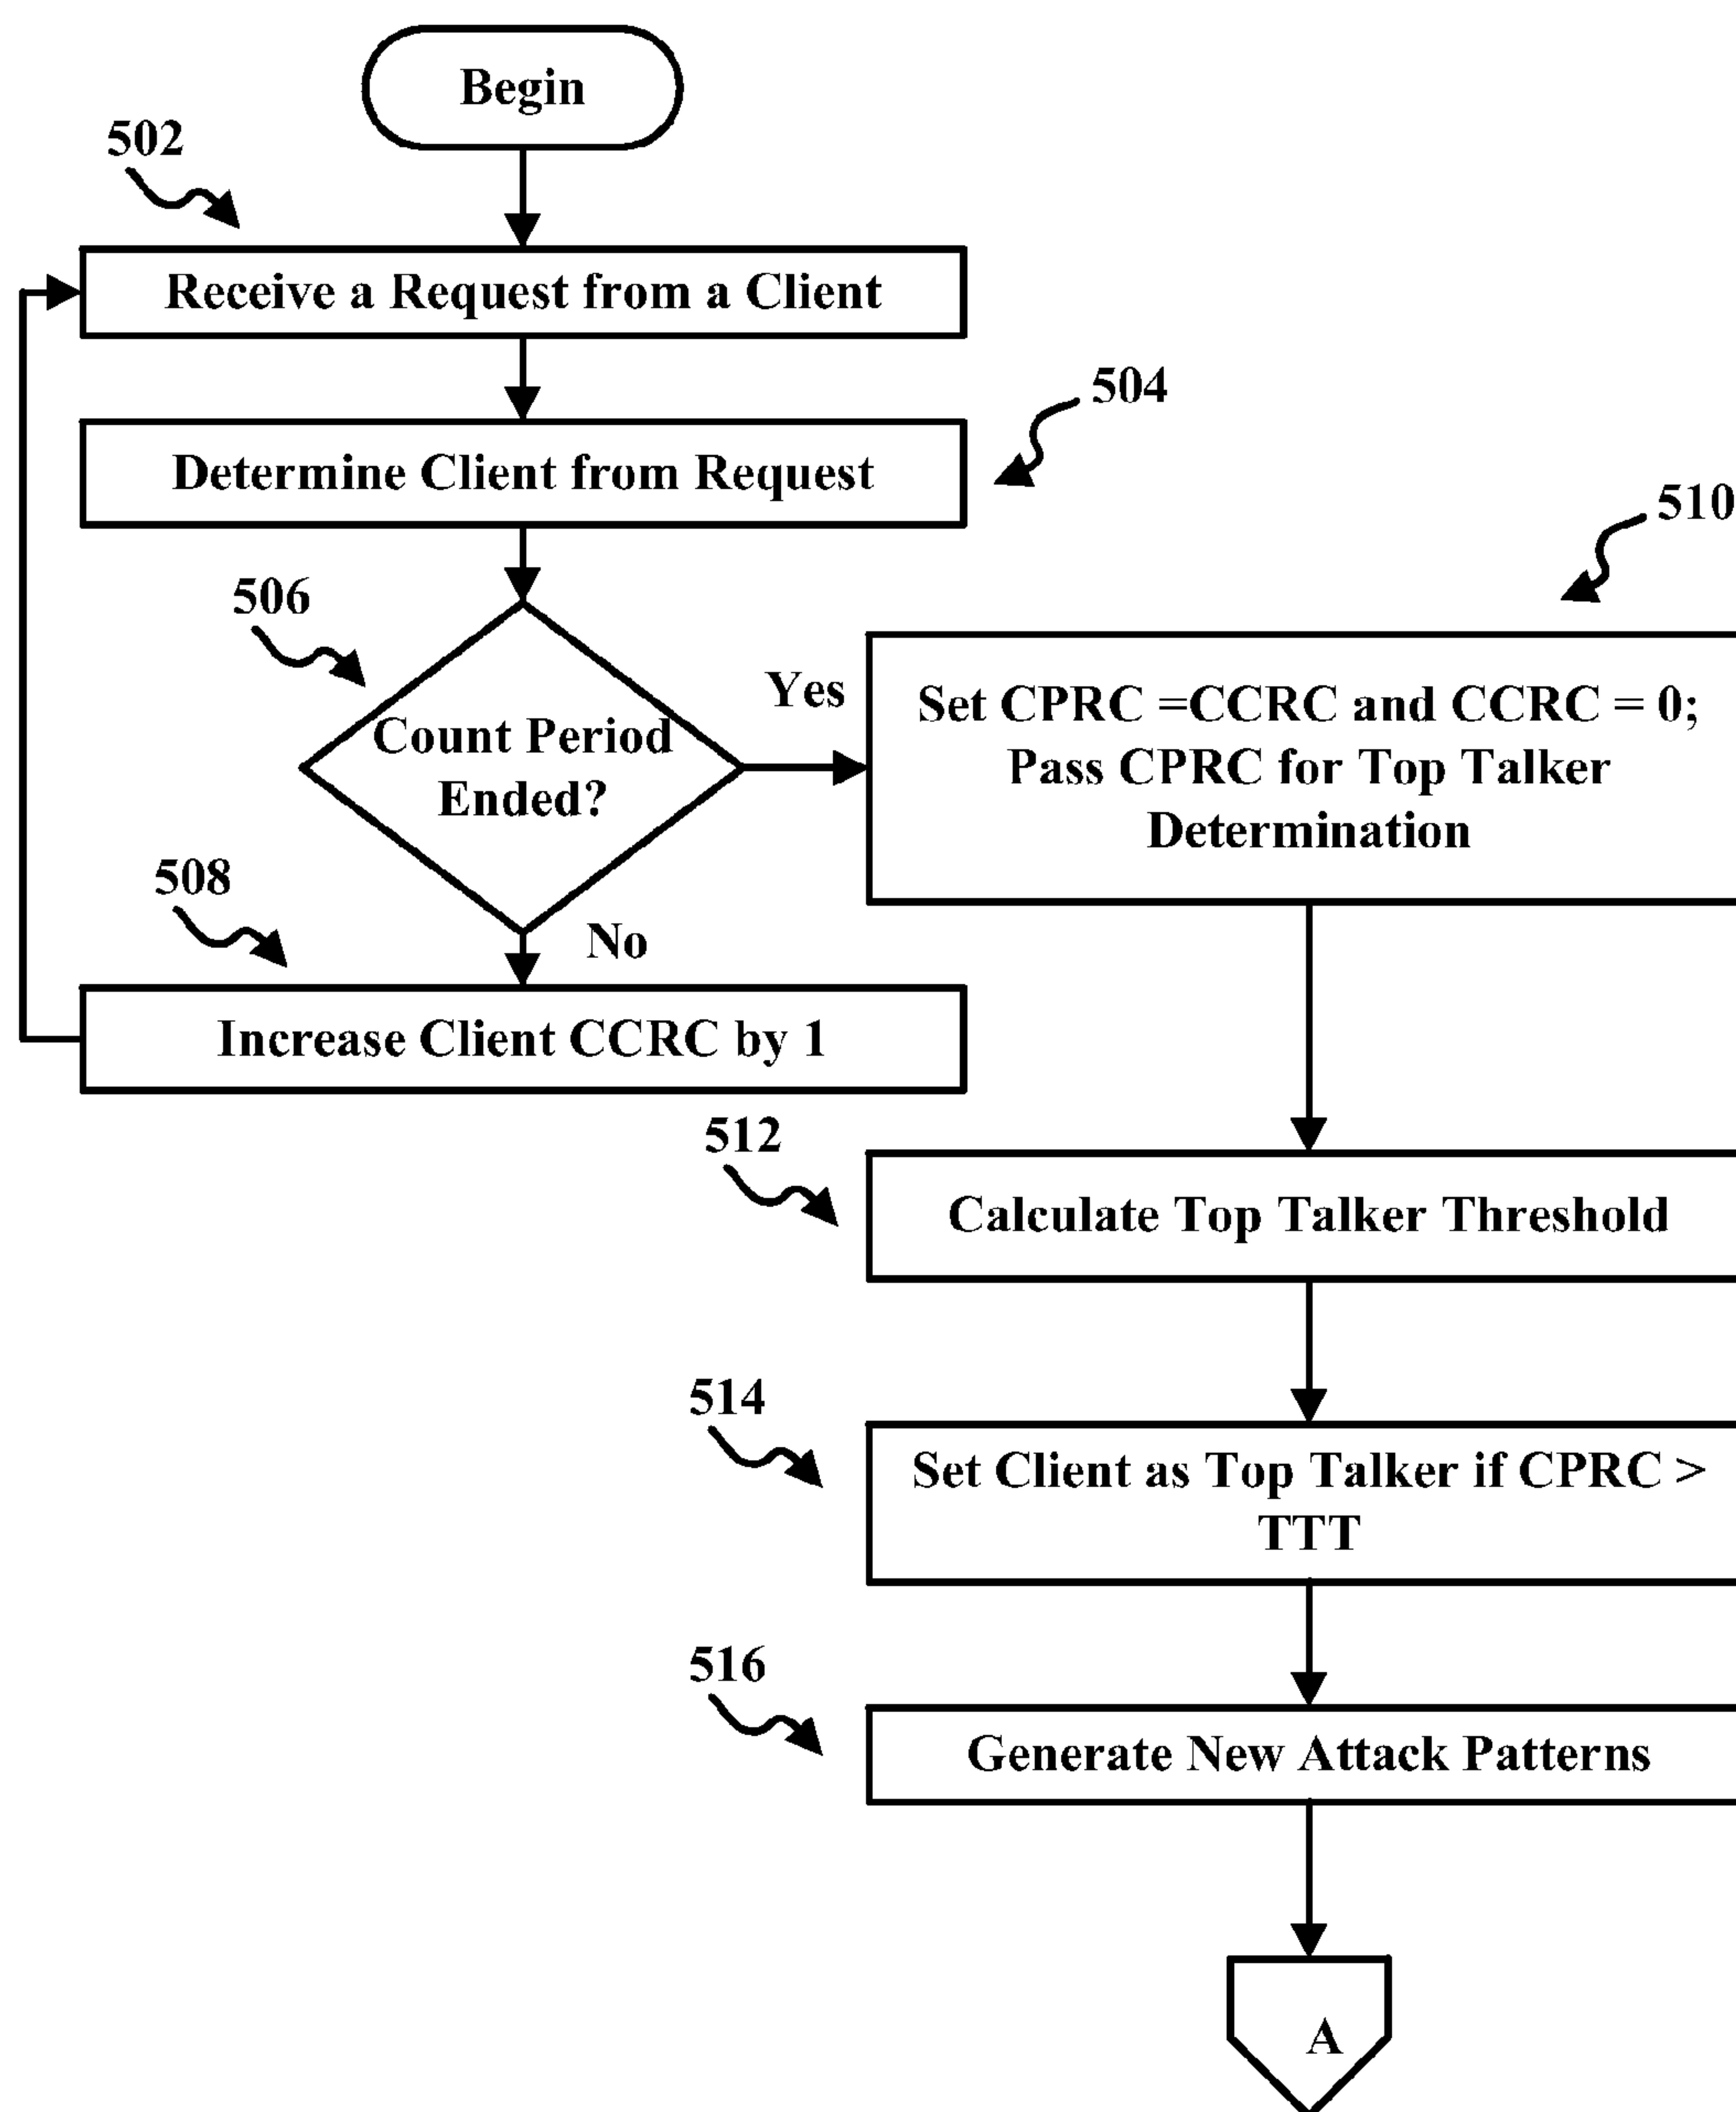 Begin
502
Receive a Request from a Client
504
Determine Client from Request
510
506
Count Period
Ended?
Yes
Set CPRC =CCRC and CCRC = 0;
Pass CPRC for Top Talker
Determination
508
No
Increase Client CCRC by 1
512
Calculate Top Talker Threshold
514
Set Client as Top Talker if CPRC >
TTT
516
Generate New Attack Patterns
A